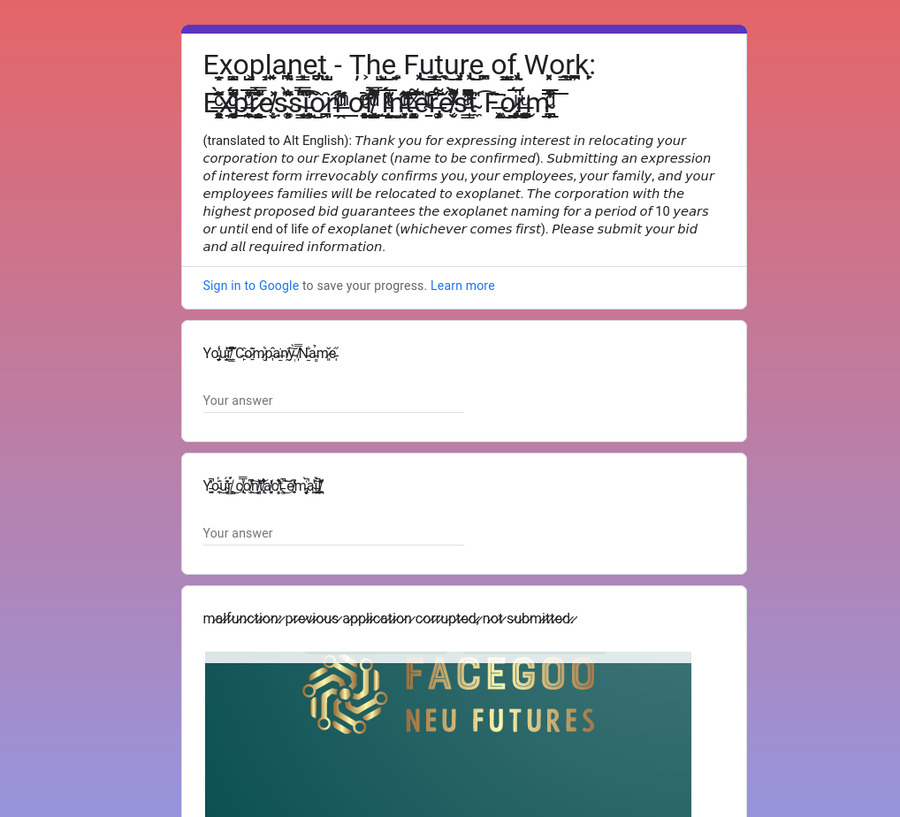 Exoplanet - The Future of Work:
Expression of Interest Form
(translated to Alt English): Thank you for expressing interest in relocating your
corporation to our Exoplanet (name to be confirmed). Submitting an expression
of interest form irrevocably confirms you, your employees, your family, and your
employees families will be relocated to exoplanet. The corporation with the
highest proposed bid guarantees the exoplanet naming for a period of 10 years
or until end of life of exoplanet (whichever comes first). Please submit your bid
and all required information.
Sign in to Google to save your progress. Learn more
Your Company Name
Your answer
Your contact email
Your answer
malfunction: previous application corrupted, not submitted.
FACEGOO
NEU FUTURES